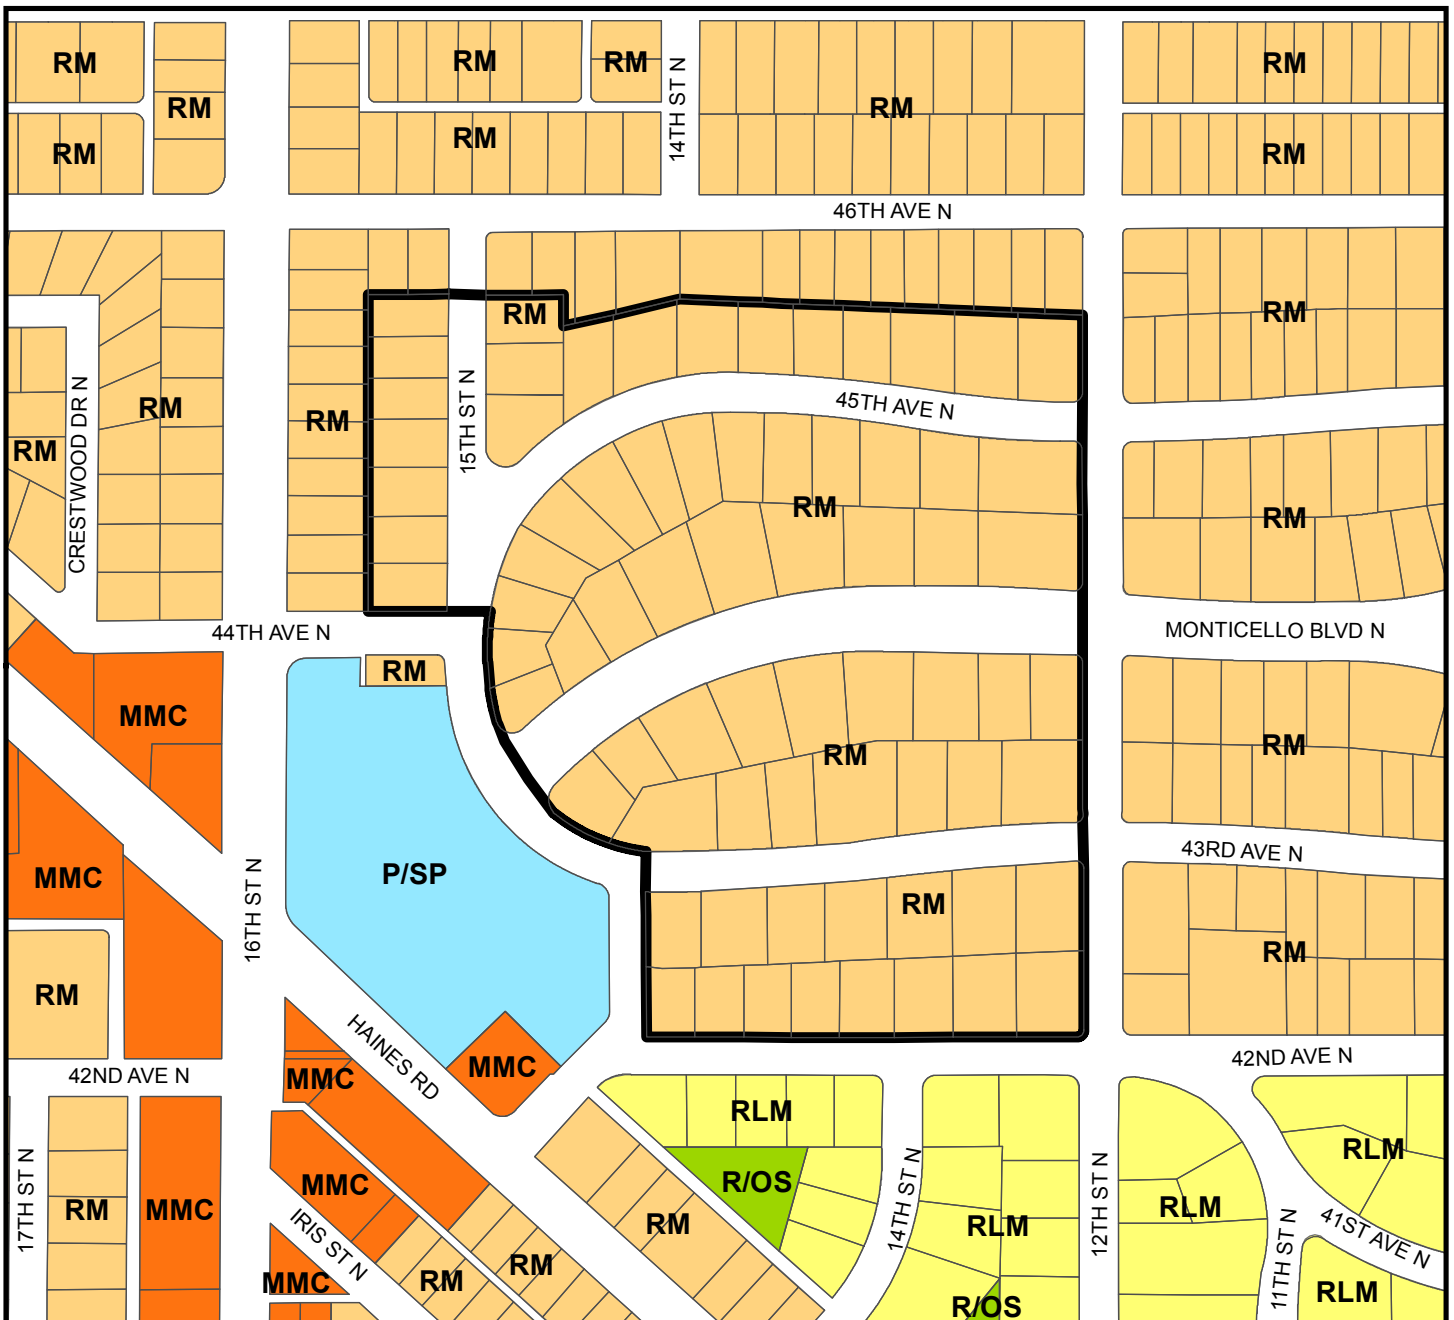 RM
RM
RM
RM
RM
RM
RM
RM
14TH ST N
RM
RM
46TH AVE N
RM
RM
RM
RM
RM
CRESTWOOD DR N
15TH ST N
45TH AVE N
RM
RM
RM
44TH AVE N
MONTICELLO BLVD N
RM
MMC
RM
RM
43RD AVE N
MMC
P/SP
16TH ST N
RM
RM
RM
HAINES RD
42ND AVE N
42ND AVE N
MMC
MMC
RLM
RLM
R/OS
MMC
17TH ST N
RM
MMC
RM
14TH ST N
RLM
12TH ST N
RLM
41ST AVE N
11TH ST N
IRIS ST N
RM
RM
MMC
RLM
R/OS